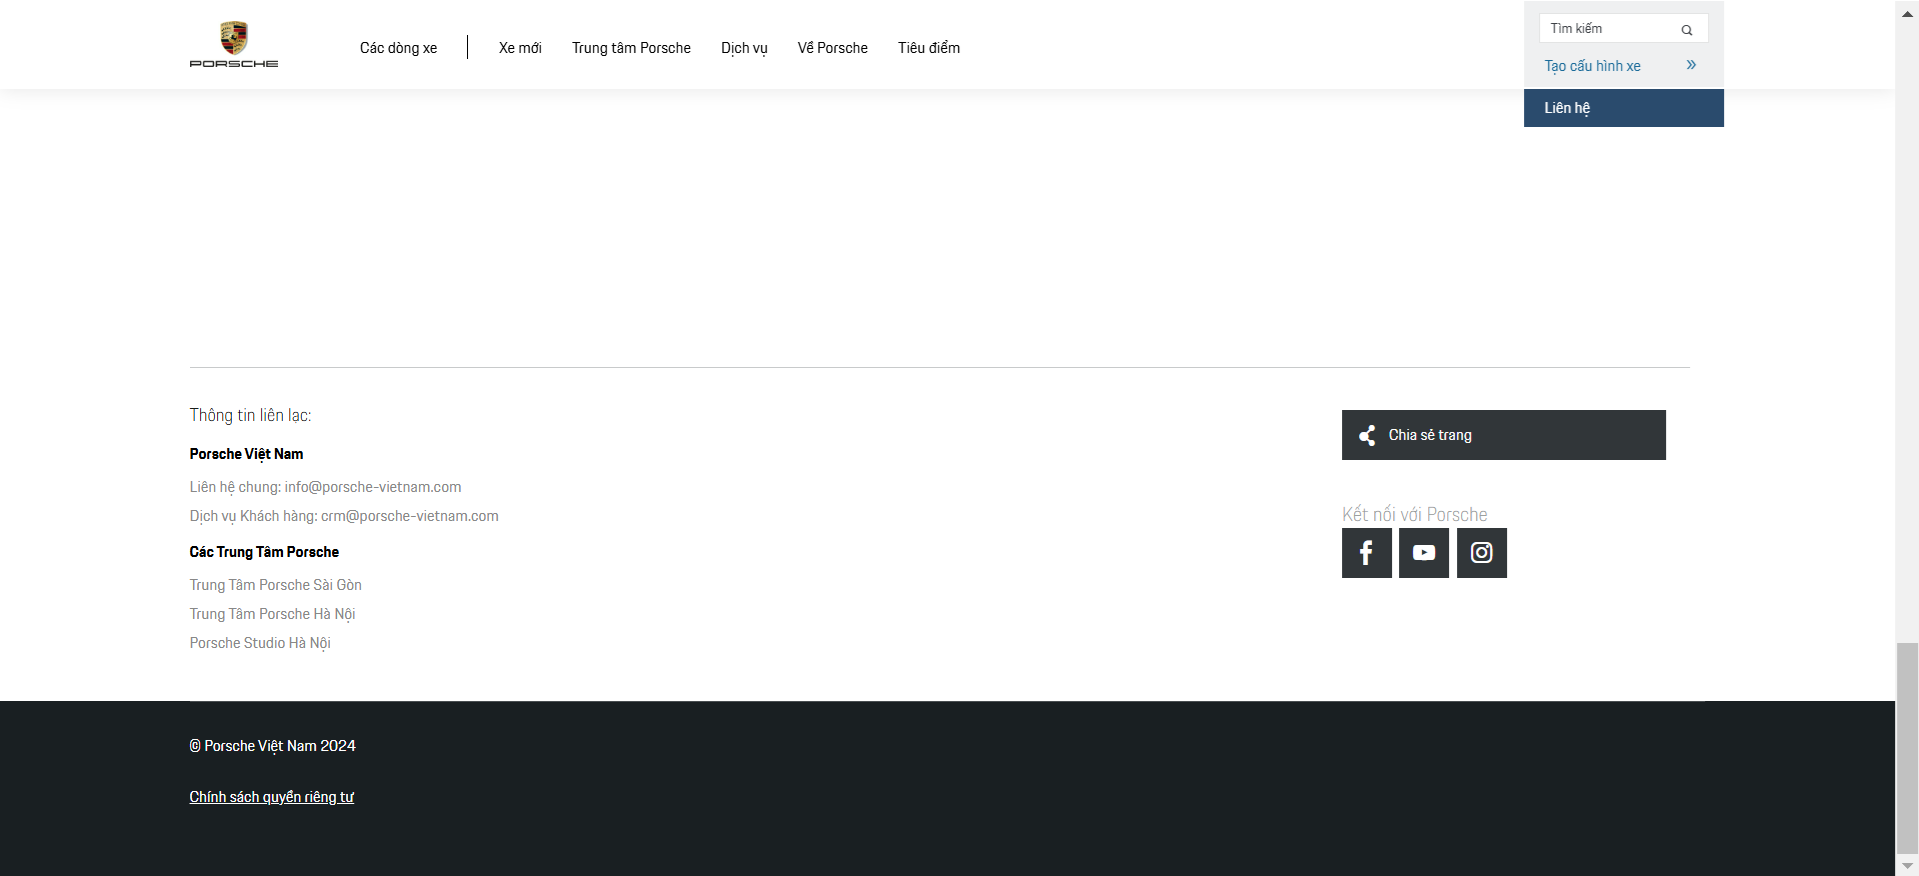 PORSCHE
Các dòng xe
Xe mới
Trung tâm Porsche
Dịch vụ
Về Porsche
Tiêu điểm
Tìm kiếm
Tạo cấu hình xe
Liên hệ
Thông tin liên lạc:
Porsche Việt Nam
Liên hệ chung: info@porsche-vietnam.com
Dịch vụ Khách hàng: crm@porsche-vietnam.com
Các Trung Tâm Porsche
Trung Tâm Porsche Sài Gòn
Trung Tâm Porsche Hà Nội
Porsche Studio Hà Nội
Chia sẻ trang
Kết nối với Porsche
© Porsche Việt Nam 2024
Chính sách quyền riêng tư